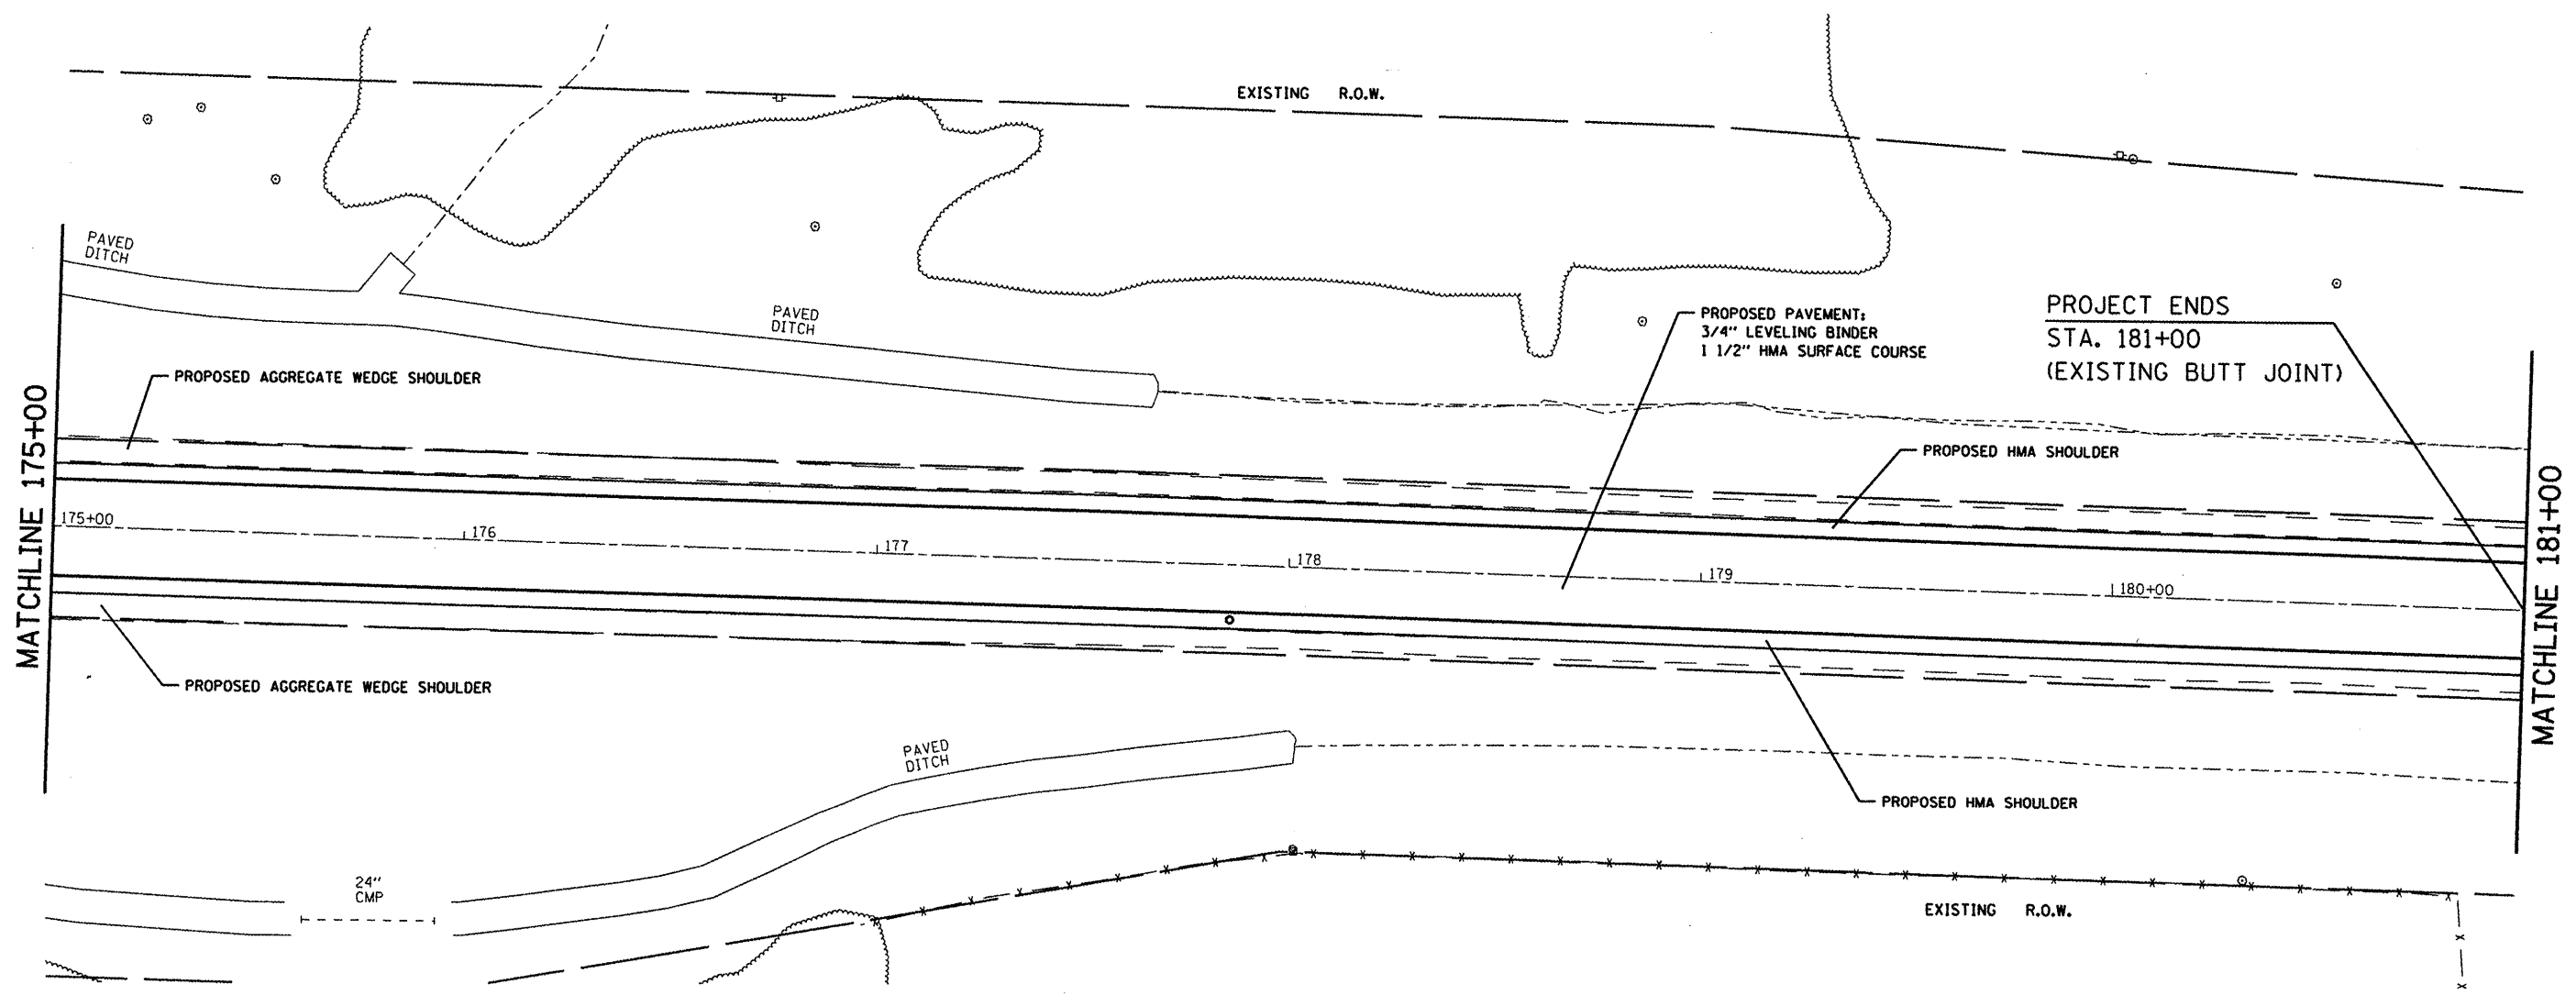 EXISTING R.O.W.
PAVED
DITCH
PAVED
DITCH
PROPOSED PAVEMENT:
3/4" LEVELING BINDER
1 1/2" HMA SURFACE COURSE
PROJECT ENDS
STA. 181+00
(EXISTING BUTT JOINT)
PROPOSED AGGREGATE WEDGE SHOULDER
PROPOSED HMA SHOULDER
MATCHLINE 175+00
MATCHLINE 181+00
175+00
176
177
178
179
180+00
PROPOSED AGGREGATE WEDGE SHOULDER
PAVED
DITCH
PROPOSED HMA SHOULDER
24"
CMP
EXISTING R.O.W.